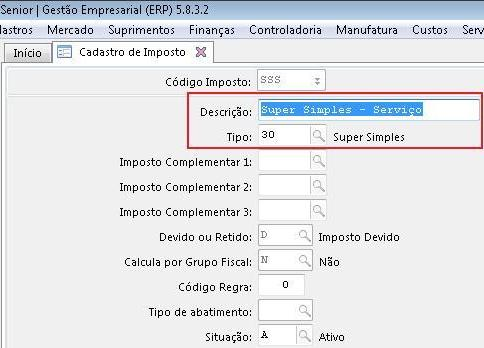 Senior | Gestão Empresarial (ERP) 5.8.3.2
dastros Mercado Suprimentos Finanças Controladoria Manufatura Custos Serv
Início Cadastro de Imposto
Código Imposto: SSS
Descrição: Super Simples - Serviço
Tipo: 30 Super Simples
Imposto Complementar 1:
Imposto Complementar 2:
Imposto Complementar 3:
Devido ou Retido: D Imposto Devido
Calcula por Grupo Fiscal: N Não
Código Regra: 0
Tipo de abatimento:
Situação: A Ativo